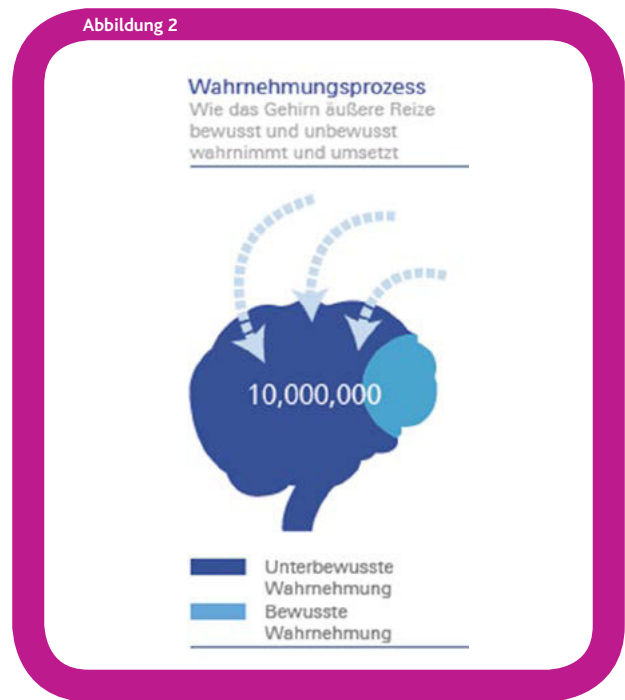 Abbildung 2
Wahrnehmungsprozess
Wie das Gehirn äußere Reize
bewusst und unbewusst
wahrnimmt und umsetzt
10,000,000
Unterbewusste
Wahrnehmung
Bewusste
Wahrnehmung